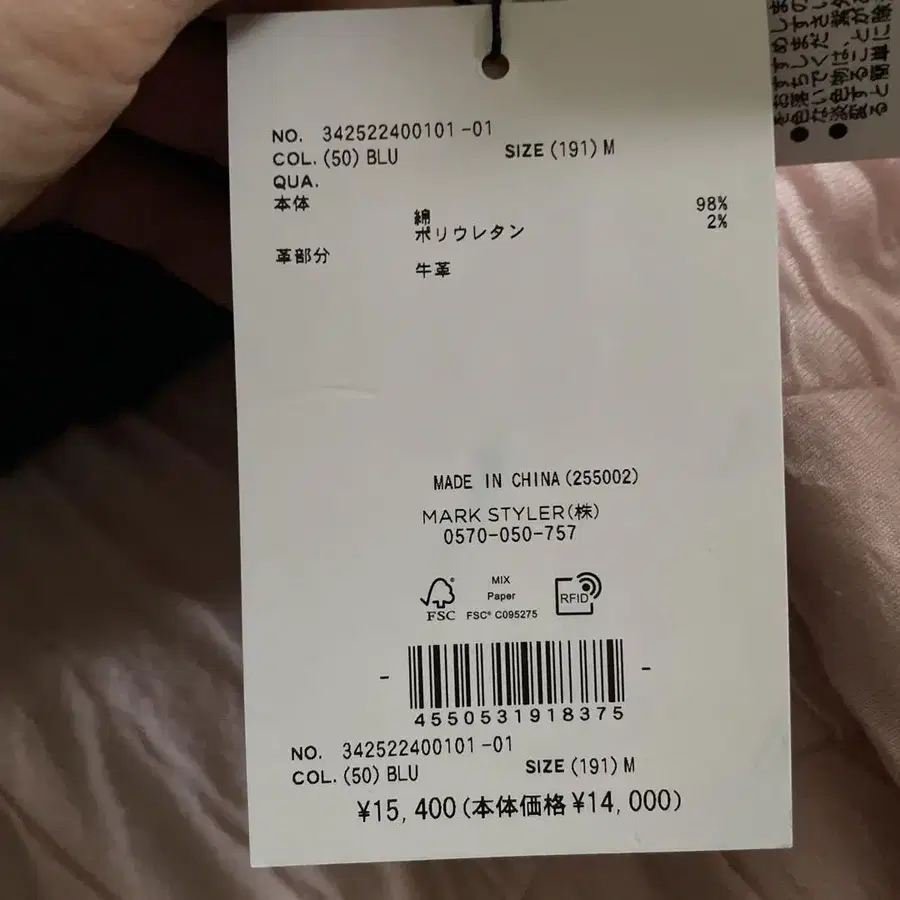 NO. 342522400101-01
COL. (50) BLU SIZE (191) M
QUA.
本体
綿 98%
ポリウレタン 2%
革部分
牛革
MADE IN CHINA (255002)
MARK STYLER(株)
0570-050-757
MIX
Paper
FSC FSC® C095275
RFID
4550531918375
NO. 342522400101-01
COL. (50) BLU SIZE (191) M
¥15,400(本体価格¥14,000)